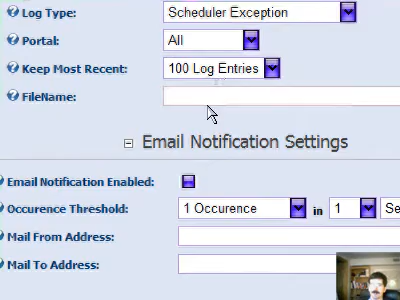 Log Type: Scheduler Exception
Portal: All
Keep Most Recent: 100 Log Entries
FileName:
Email Notification Settings
Email Notification Enabled:
Occurence Threshold: 1 Occurence in 1 Se
Mail From Address:
Mail To Address: